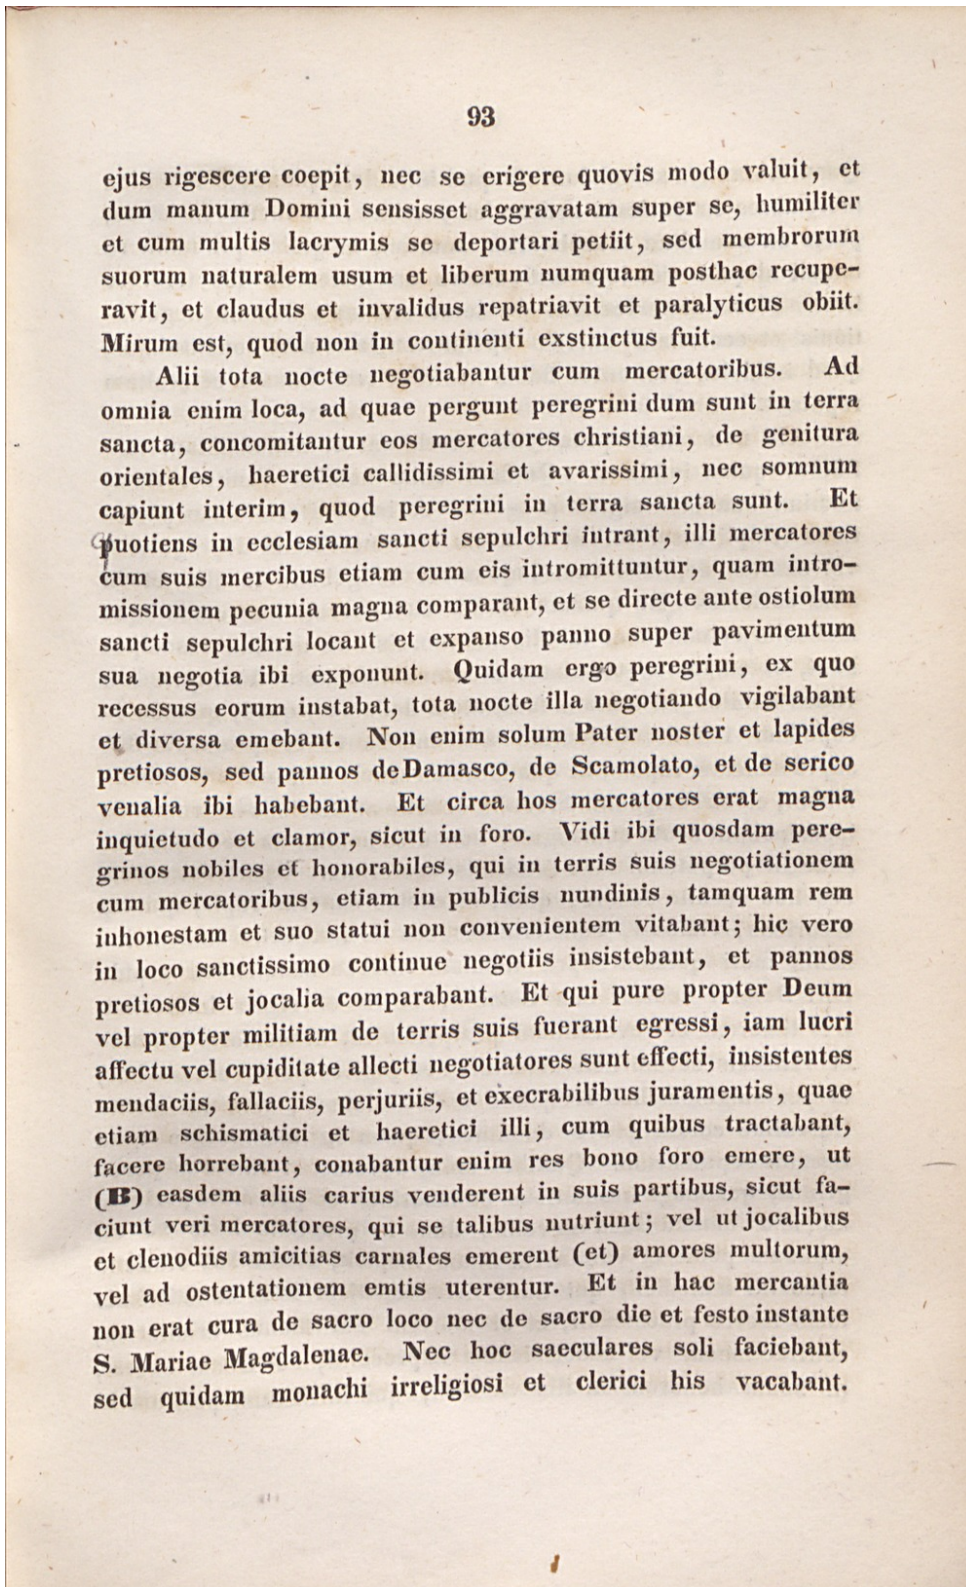 93
ejus rigescere coepit, nec se erigere quovis modo valuit, et
dum manum Domini sensisset aggravatam super se, humiliter
et cum multis lacrymis se deportari petiit, sed membrorum
suorum naturalem usum et liberum numquam posthac recupe-
ravit, et claudus et invalidus repatriavit et paralyticus obiit.
Mirum est, quod non in continenti exstinctus fuit.
Alii tota nocte negotiabantur cum mercatoribus. Ad
omnia enim loca, ad quae pergunt peregrini dum sunt in terra
sancta, concomitantur eos mercatores christiani, de genitura
orientales, haeretici callidissimi et avarissimi, nec somnum
capiunt interim, quod peregrini in terra sancta sunt. Et
puotiens in ecclesiam sancti sepulchri intrant, illi mercatores
cum suis mercibus etiam cum eis intromittuntur, quam intro-
missionem pecunia magna comparant, et se directe ante ostiolum
sancti sepulchri locant et expanso panno super pavimentum
sua negotia ibi exponunt. Quidam ergo peregrini, ex quo
recessus eorum instabat, tota nocte illa negotiando vigilabant
et diversa emebant. Non enim solum Pater noster et lapides
pretiosos, sed pannos de Damasco, de Scamolato, et de serico
venalia ibi habebant. Et circa hos mercatores erat magna
inquietudo et clamor, sicut in foro. Vidi ibi quosdam pere-
grinos nobiles et honorabiles, qui in terris suis negotiationem
cum mercatoribus, etiam in publicis nundinis, tamquam rem
inhonestam et suo statui non convenientem vitabant; hic vero
in loco sanctissimo continue negotiis insistebant, et pannos
pretiosos et jocalia comparabant. Et qui pure propter Deum
vel propter militiam de terris suis fuerant egressi, iam lucri
affectu vel cupiditate allecti negotiatores sunt effecti, insistentes
mendaciis, fallaciis, perjuriis, et execrabilibus juramentis, quae
etiam schismatici et haeretici illi, cum quibus tractabant,
facere horrebant, conabantur enim res bono foro emere, ut
(B) easdem aliis carius venderent in suis partibus, sicut fa-
ciunt veri mercatores, qui se talibus nutriunt; vel ut jocalibus
et clenodiis amicitias carnales emerent (et) amores multorum,
vel ad ostentationem emtis uterentur. Et in hac mercantia
non erat cura de sacro loco nec de sacro die et festo instante
S. Mariae Magdalenae. Nec hoc saeculares soli faciebant,
sed quidam monachi irreligiosi et clerici his vacabant.